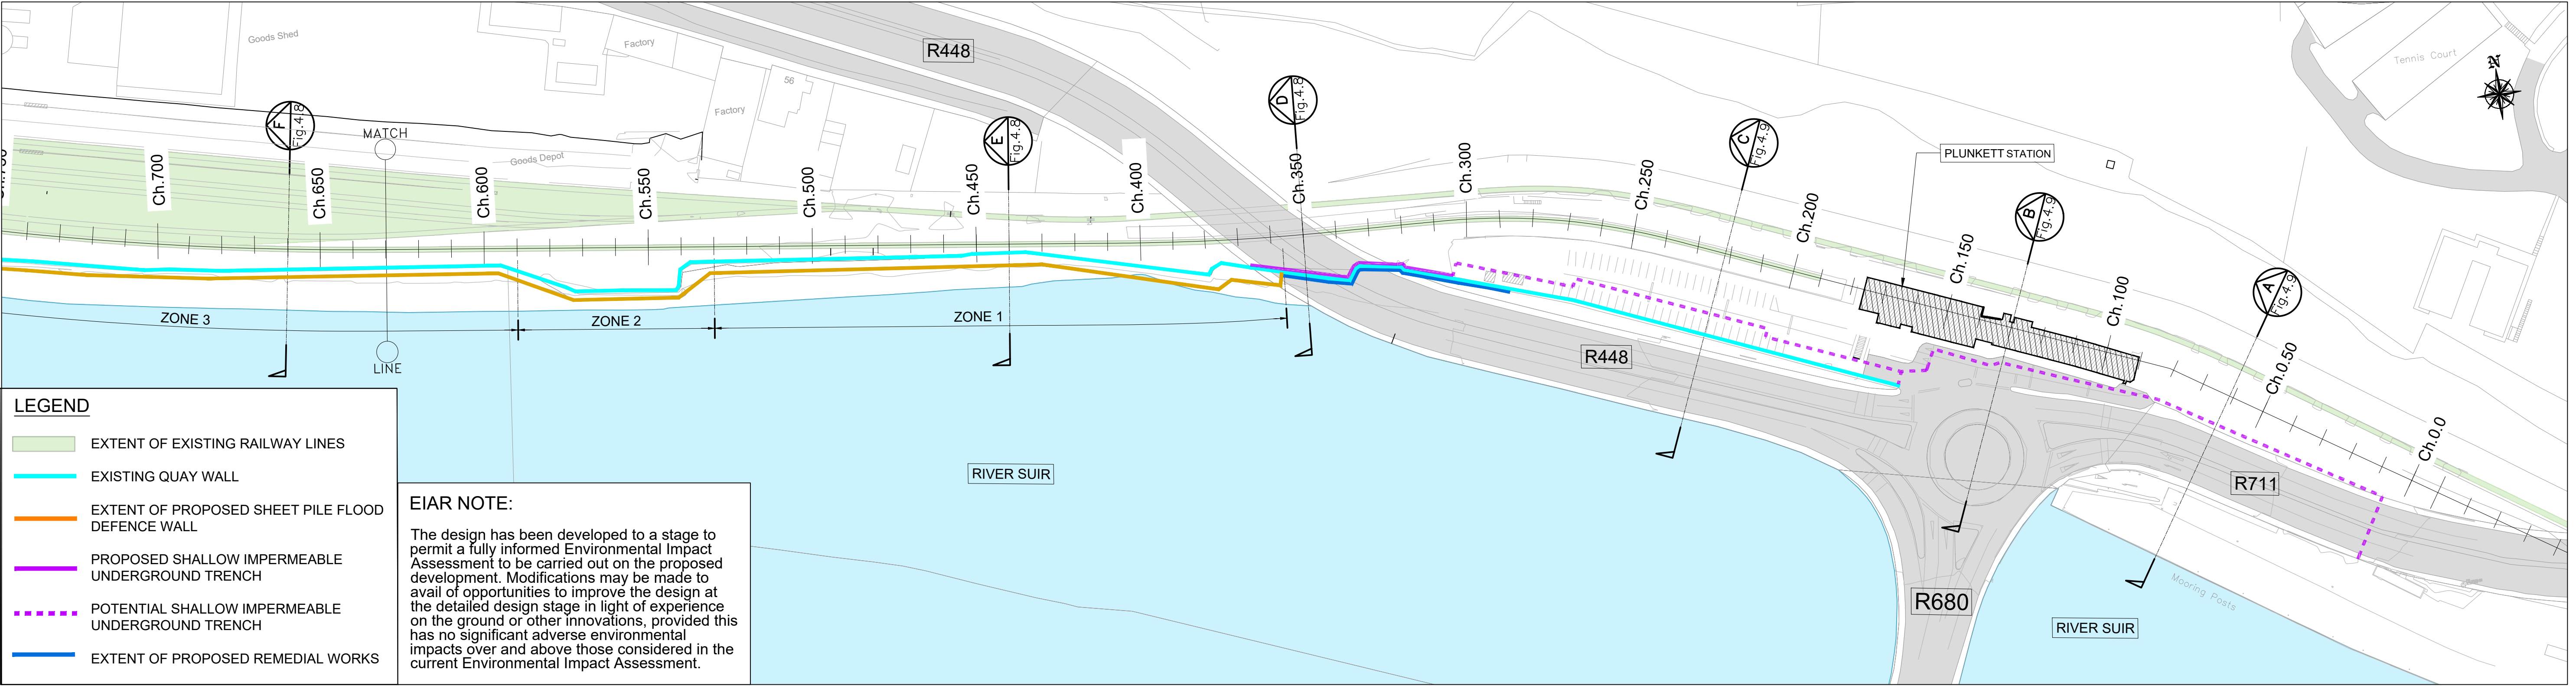 Goods Shed
Factory
R448
Tennis Court
N
56
Factory
F
Fig.4.8
MATCH
E
Fig.4.8
D
Fig.4.8
C
Fig.4.9
PLUNKETT STATION
B
Fig.4.9
A
Fig.4.9
Goods Depot
Ch.700
Ch.650
Ch.600
Ch.550
Ch.500
Ch.450
Ch.400
Ch.350
Ch.300
Ch.250
Ch.200
Ch.150
Ch.100
Ch.0.50
Ch.0.0
ZONE 3
ZONE 2
ZONE 1
LINE
R448
R711
R680
RIVER SUIR
RIVER SUIR
Mooring Posts
LEGEND
EXTENT OF EXISTING RAILWAY LINES
EXISTING QUAY WALL
EXTENT OF PROPOSED SHEET PILE FLOOD
DEFENCE WALL
PROPOSED SHALLOW IMPERMEABLE
UNDERGROUND TRENCH
POTENTIAL SHALLOW IMPERMEABLE
UNDERGROUND TRENCH
EXTENT OF PROPOSED REMEDIAL WORKS
EIAR NOTE:
The design has been developed to a stage to
permit a fully informed Environmental Impact
Assessment to be carried out on the proposed
development. Modifications may be made to
avail of opportunities to improve the design at
the detailed design stage in light of experience
on the ground or other innovations, provided this
has no significant adverse environmental
impacts over and above those considered in the
current Environmental Impact Assessment.